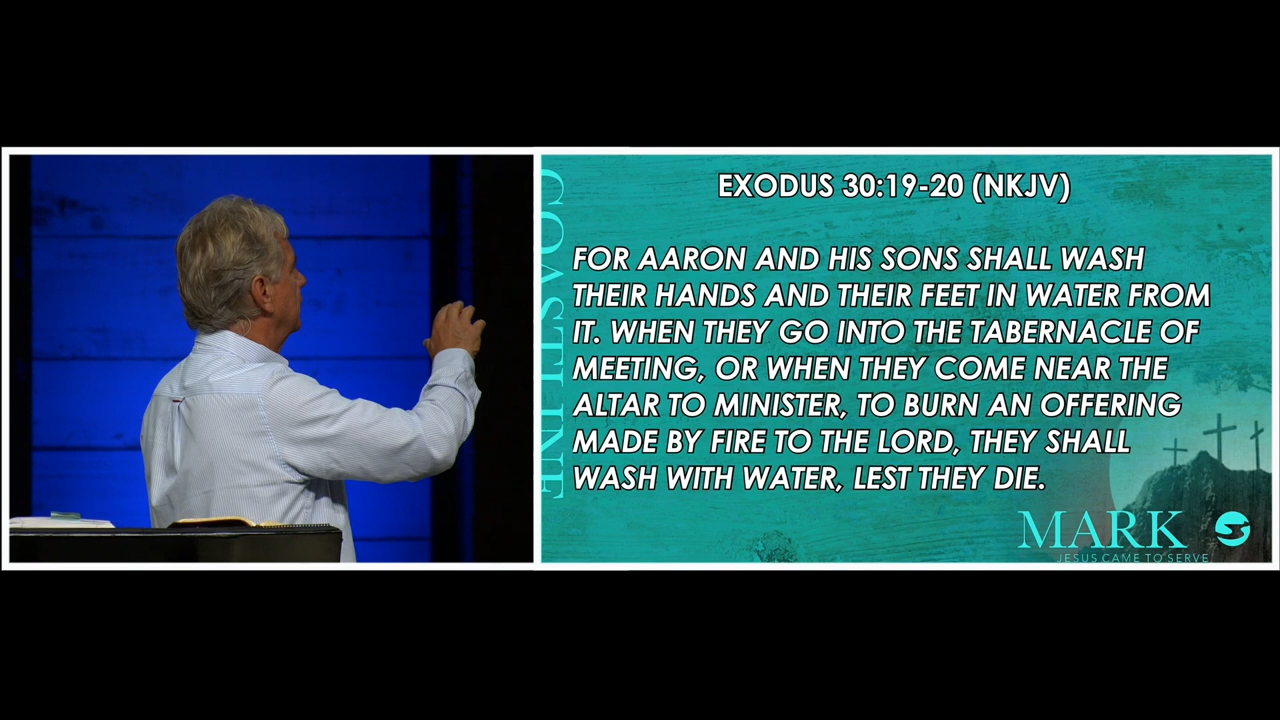 EXODUS 30:19-20 (NKJV)
FOR AARON AND HIS SONS SHALL WASH
THEIR HANDS AND THEIR FEET IN WATER FROM
IT. WHEN THEY GO INTO THE TABERNACLE OF
MEETING, OR WHEN THEY COME NEAR THE
ALTAR TO MINISTER, TO BURN AN OFFERING
MADE BY FIRE TO THE LORD, THEY SHALL
WASH WITH WATER, LEST THEY DIE.
COASTLINE
MARK
JESUS CAME TO SERVE